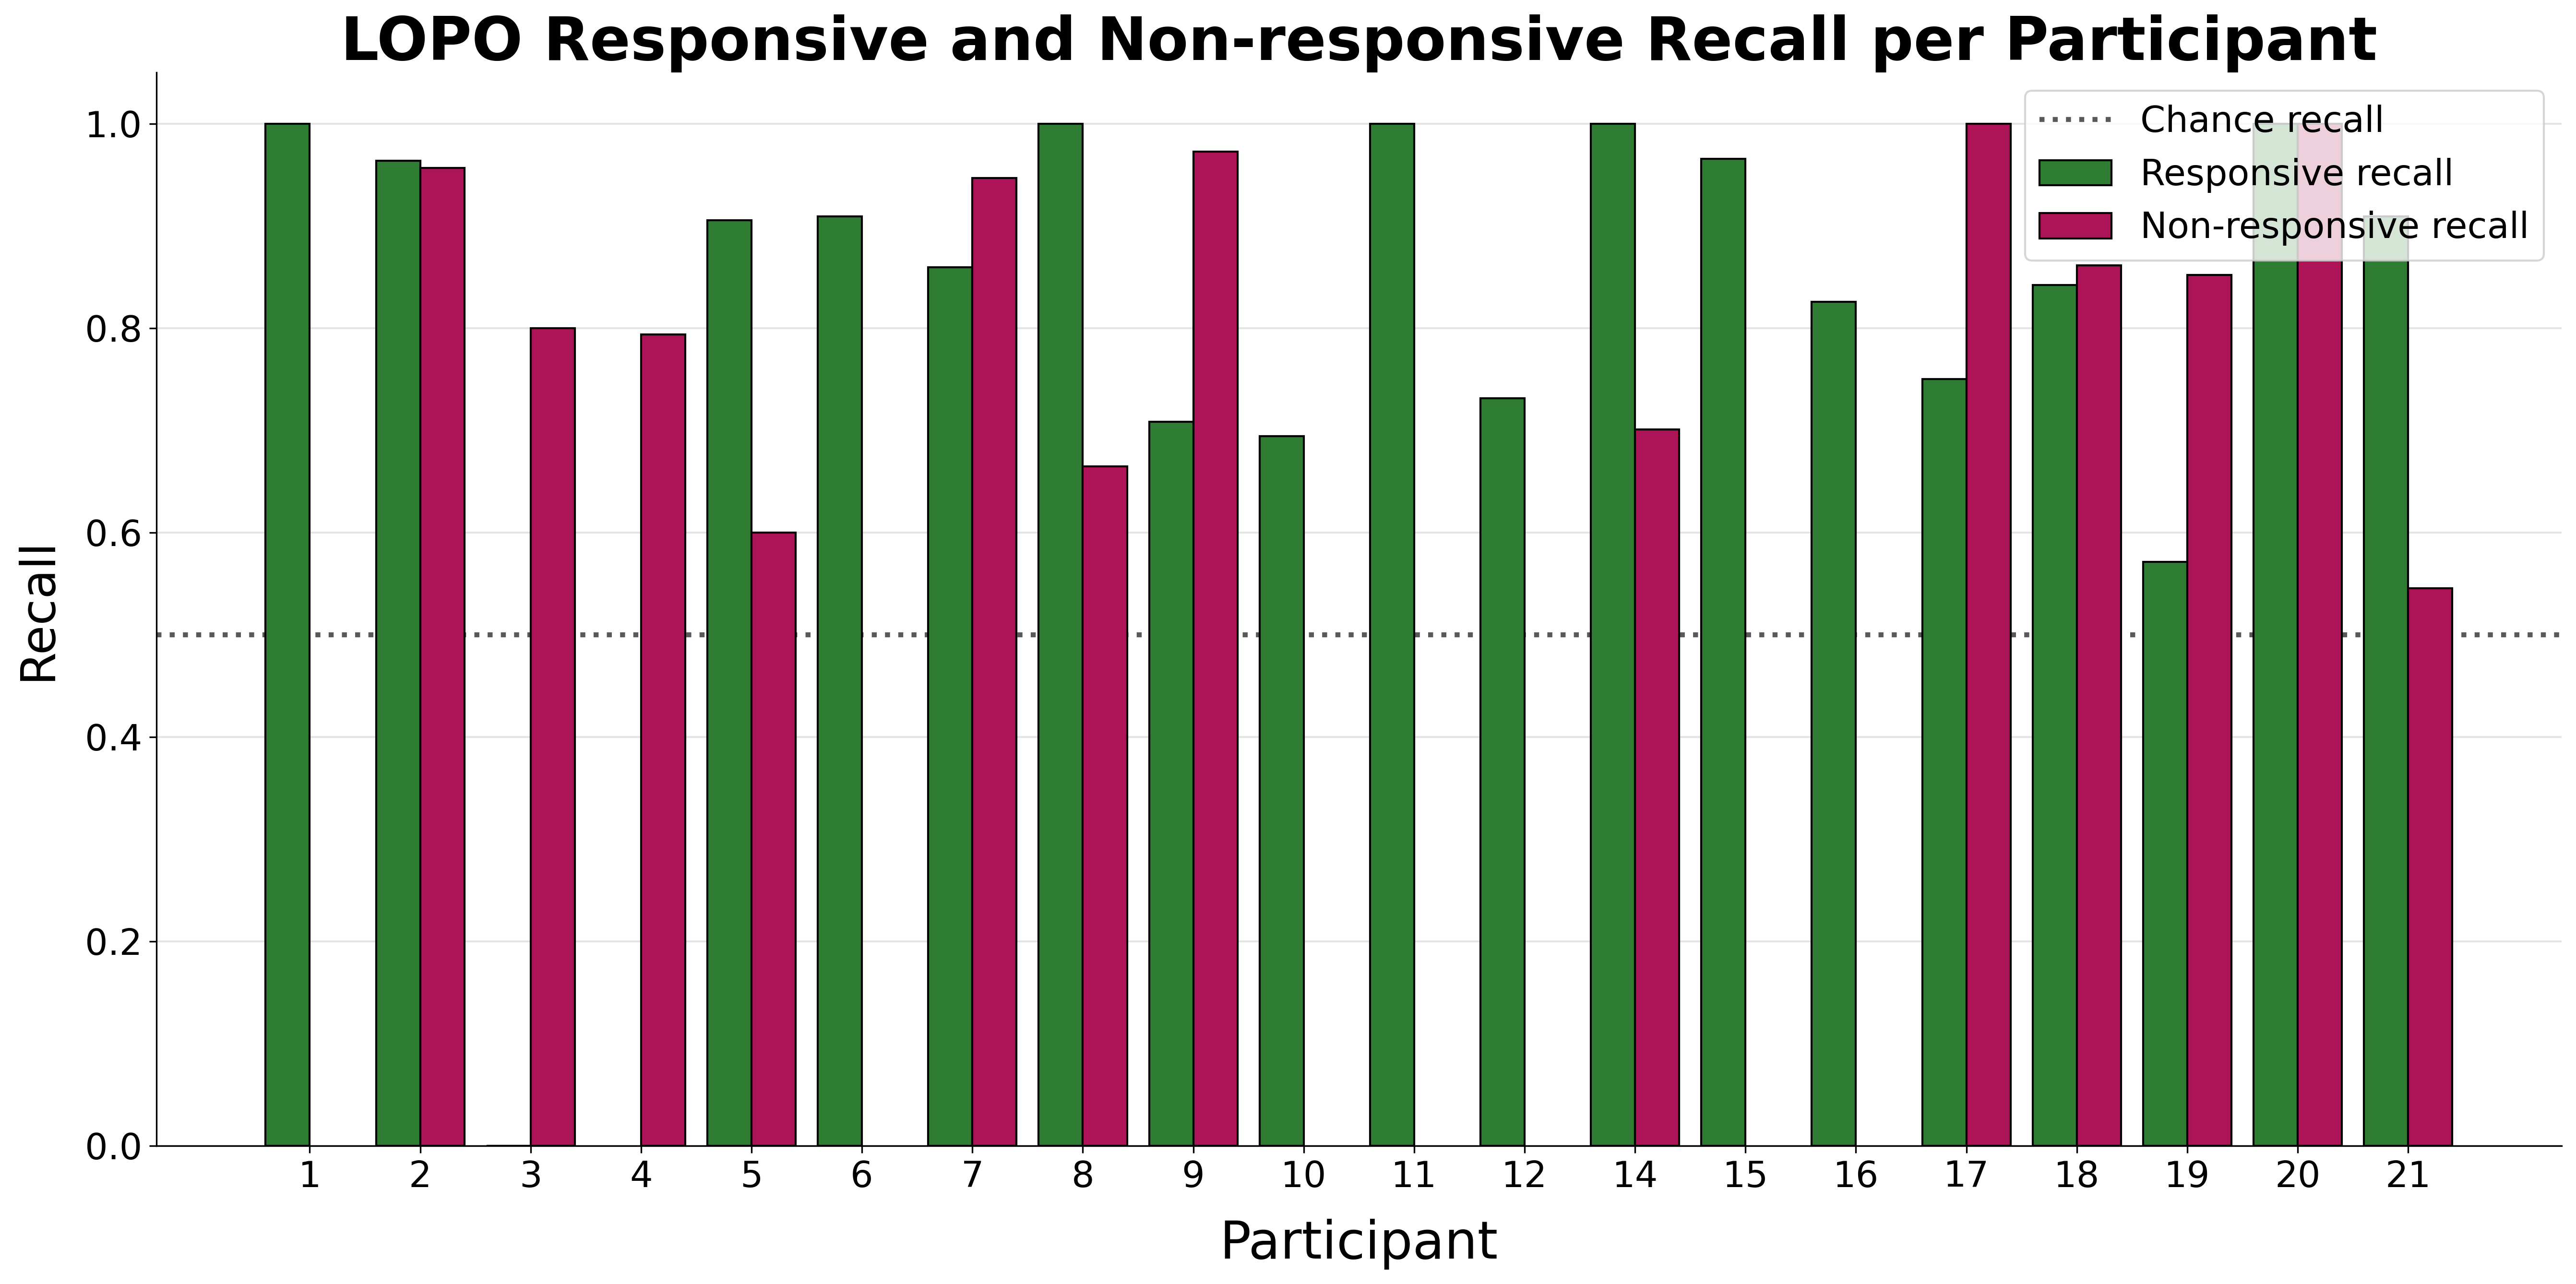 LOPO Responsive and Non-responsive Recall per Participant
Chance recall
Responsive recall
Non-responsive recall
Recall
1.0
0.8
0.6
0.4
0.2
0.0
1 2 3 4 5 6 7 8 9 10 11 12 14 15 16 17 18 19 20 21
Participant